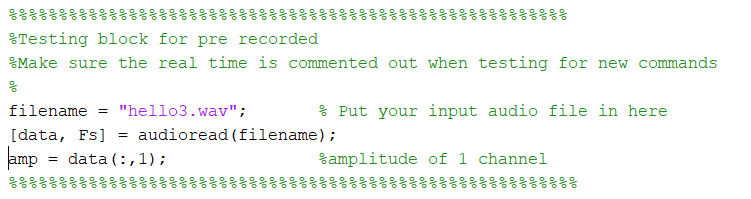 %%%%%%%%%%%%%%%%%%%%%%%%%%%%%%%%%%%%%%%%%%%%%%%%%%%%%%%%
%Testing block for pre recorded
%Make sure the real time is commented out when testing for new commands
%
filename = "hello3.wav";       % Put your input audio file in here
[data, Fs] = audioread(filename);
amp = data(:,1);               %amplitude of 1 channel
%%%%%%%%%%%%%%%%%%%%%%%%%%%%%%%%%%%%%%%%%%%%%%%%%%%%%%%%%